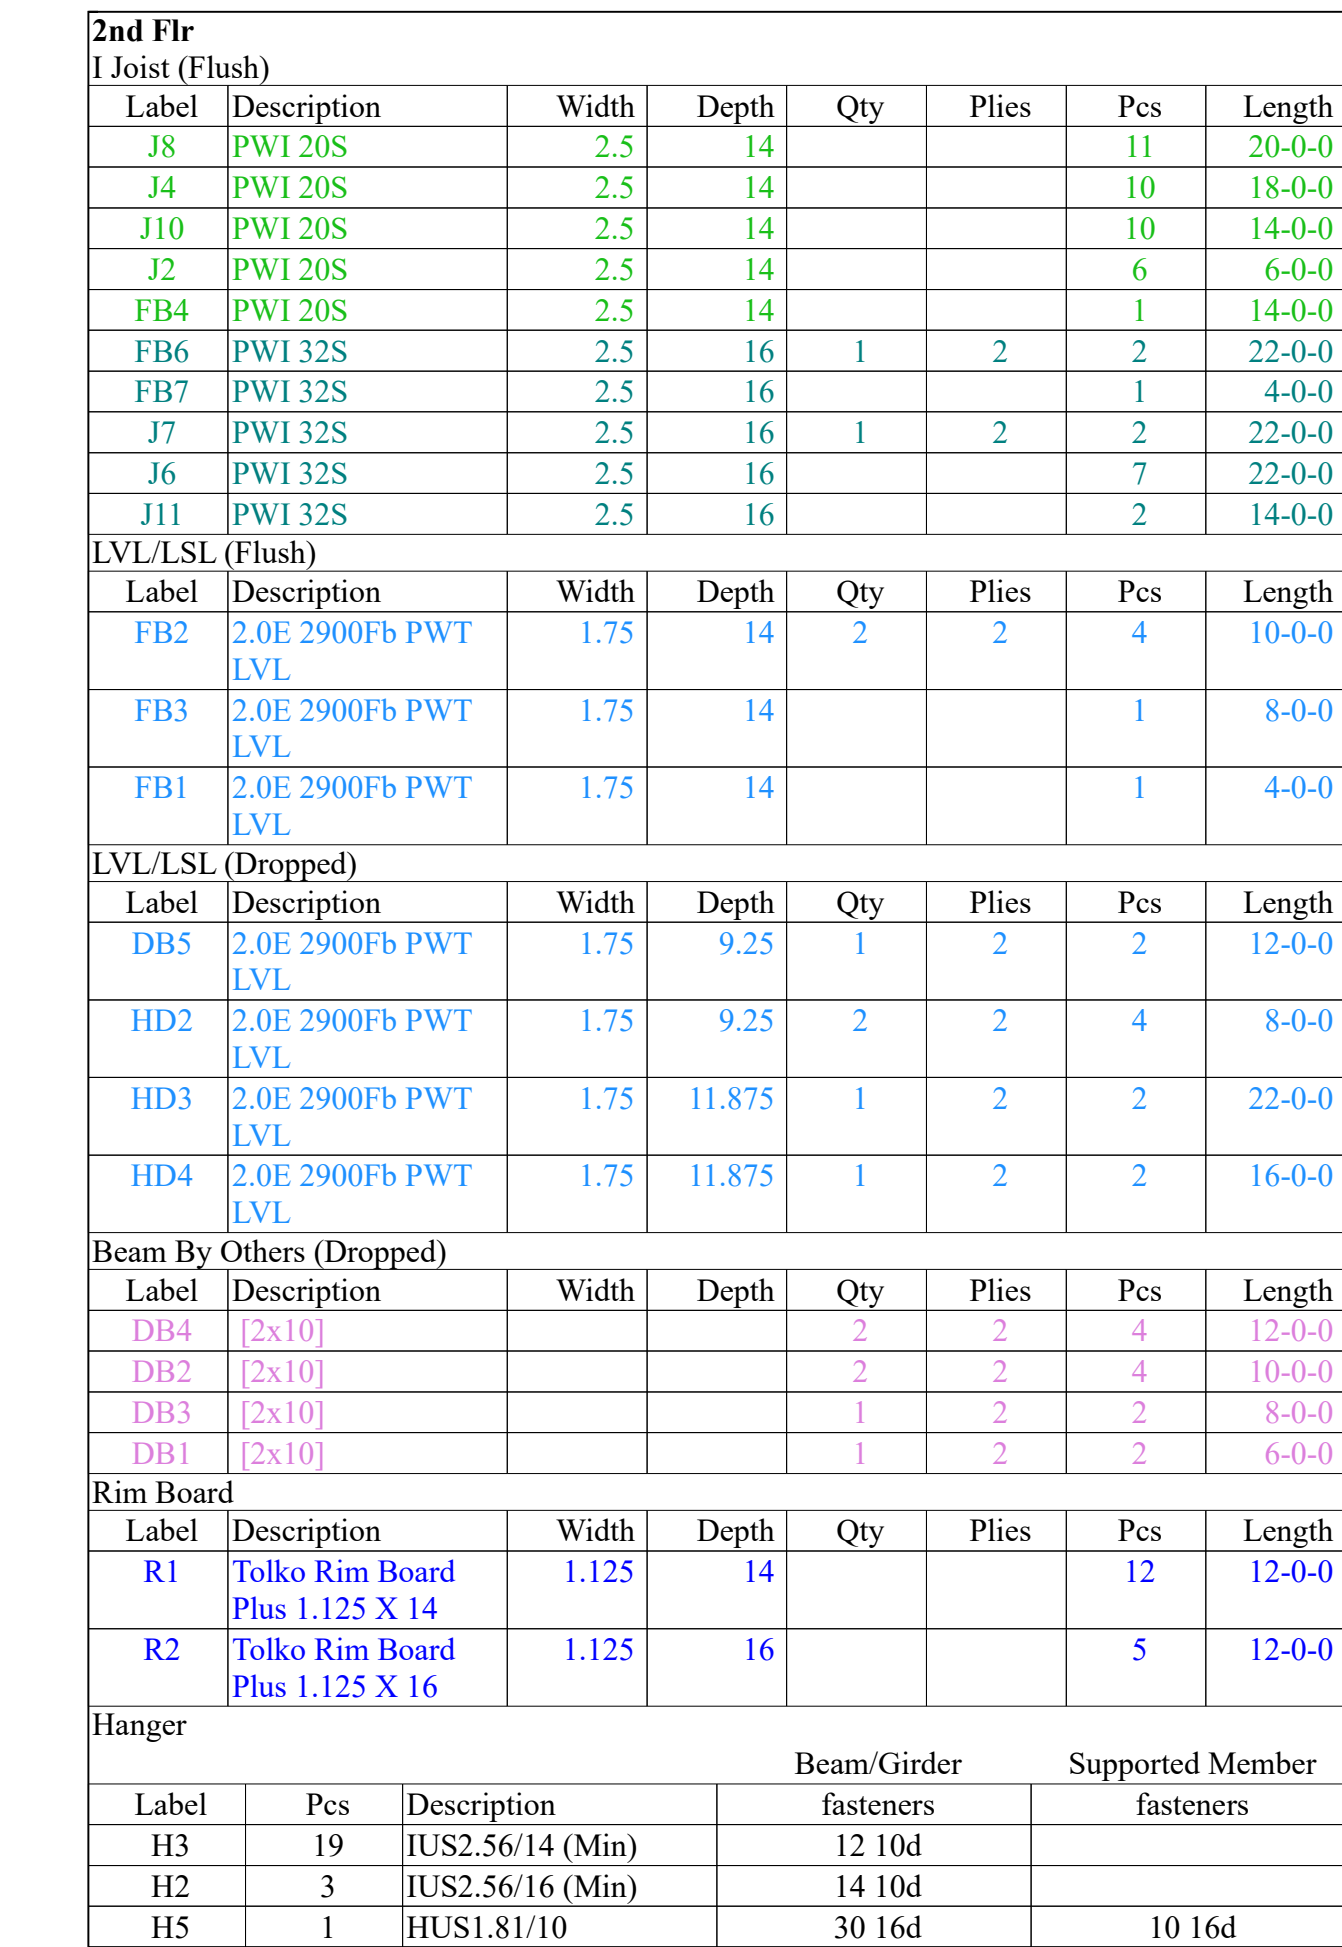 2nd Flr
I Joist (Flush)
Label Description Width Depth Qty Plies Pcs Length
J8 PWI 20S 2.5 14 11 20-0-0
J4 PWI 20S 2.5 14 10 18-0-0
J10 PWI 20S 2.5 14 10 14-0-0
J2 PWI 20S 2.5 14 6 6-0-0
FB4 PWI 20S 2.5 14 1 14-0-0
FB6 PWI 32S 2.5 16 1 2 2 22-0-0
FB7 PWI 32S 2.5 16 1 4-0-0
J7 PWI 32S 2.5 16 1 2 2 22-0-0
J6 PWI 32S 2.5 16 7 22-0-0
J11 PWI 32S 2.5 16 2 14-0-0
LVL/LSL (Flush)
Label Description Width Depth Qty Plies Pcs Length
FB2 2.0E 2900Fb PWT 1.75 14 2 2 4 10-0-0
LVL
FB3 2.0E 2900Fb PWT 1.75 14 1 8-0-0
LVL
FB1 2.0E 2900Fb PWT 1.75 14 1 4-0-0
LVL
LVL/LSL (Dropped)
Label Description Width Depth Qty Plies Pcs Length
DB5 2.0E 2900Fb PWT 1.75 9.25 1 2 2 12-0-0
LVL
HD2 2.0E 2900Fb PWT 1.75 9.25 2 2 4 8-0-0
LVL
HD3 2.0E 2900Fb PWT 1.75 11.875 1 2 2 22-0-0
LVL
HD4 2.0E 2900Fb PWT 1.75 11.875 1 2 2 16-0-0
LVL
Beam By Others (Dropped)
Label Description Width Depth Qty Plies Pcs Length
DB4 [2x10] 2 2 4 12-0-0
DB2 [2x10] 2 2 4 10-0-0
DB3 [2x10] 1 2 2 8-0-0
DB1 [2x10] 1 2 2 6-0-0
Rim Board
Label Description Width Depth Qty Plies Pcs Length
R1 Tolko Rim Board 1.125 14 12 12-0-0
Plus 1.125 X 14
R2 Tolko Rim Board 1.125 16 5 12-0-0
Plus 1.125 X 16
Hanger
Beam/Girder Supported Member
Label Pcs Description fasteners fasteners
H3 19 IUS2.56/14 (Min) 12 10d
H2 3 IUS2.56/16 (Min) 14 10d
H5 1 HUS1.81/10 30 16d 10 16d